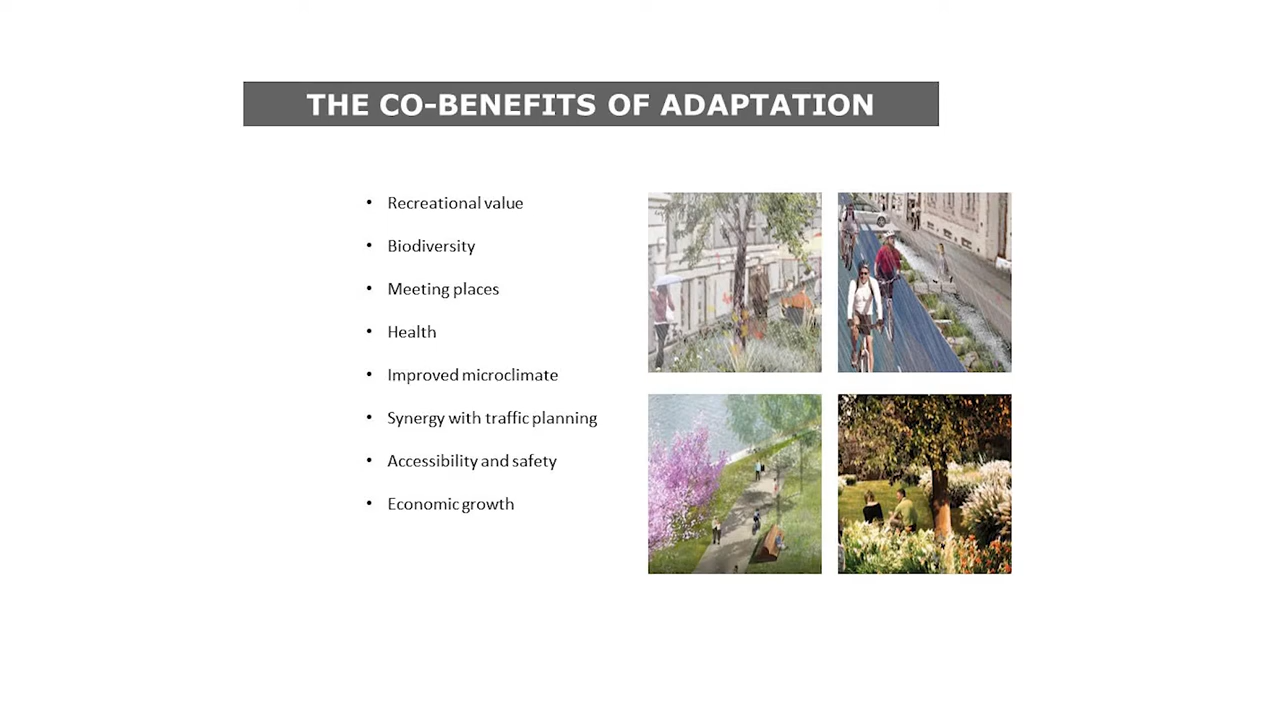 THE CO-BENEFITS OF ADAPTATION
• Recreational value
• Biodiversity
• Meeting places
• Health
• Improved microclimate
• Synergy with traffic planning
• Accessibility and safety
• Economic growth